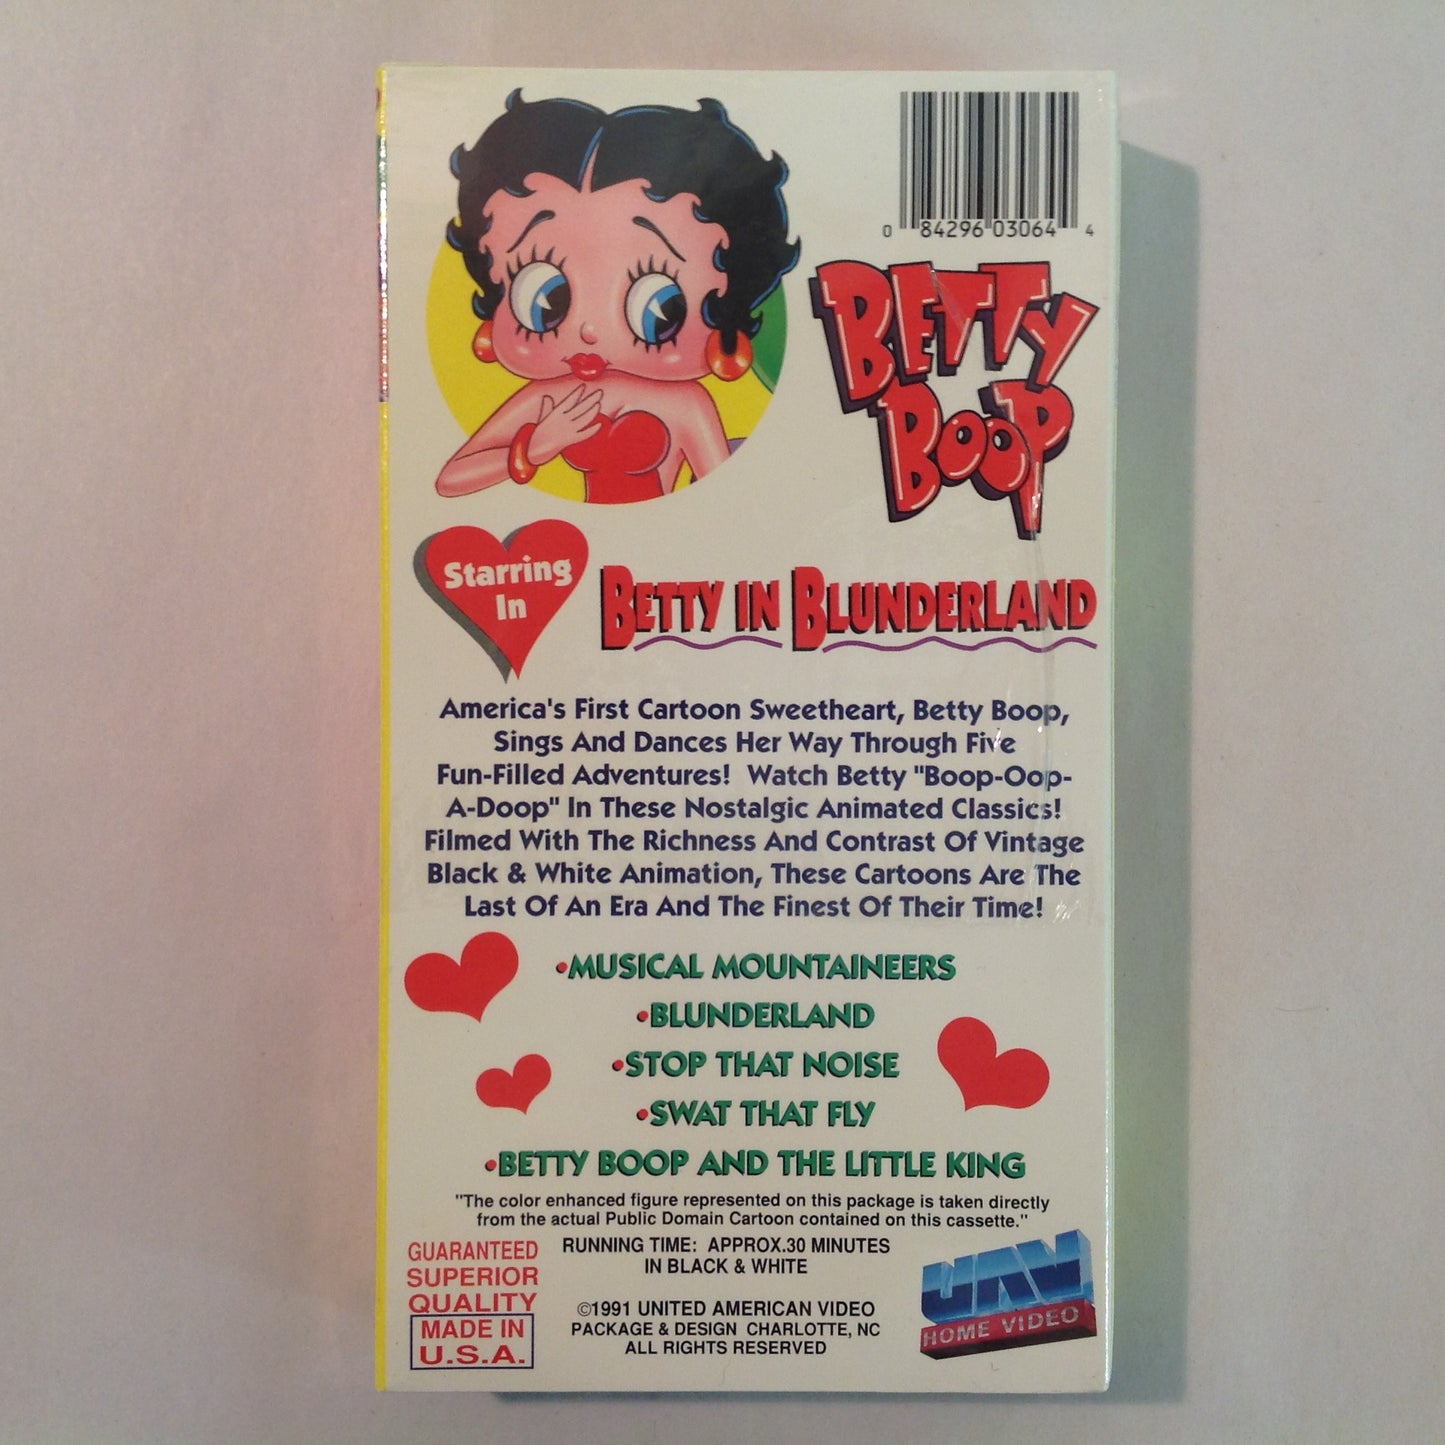 0 84296 03064 4
BETTY
BOOP
Starring
In
BETTY IN BLUNDERLAND
America's First Cartoon Sweetheart, Betty Boop,
Sings And Dances Her Way Through Five
Fun-Filled Adventures! Watch Betty "Boop-Oop-
A-Doop" In These Nostalgic Animated Classics!
Filmed With The Richness And Contrast Of Vintage
Black & White Animation, These Cartoons Are The
Last Of An Era And The Finest Of Their Time!
•MUSICAL MOUNTAINEERS
•BLUNDERLAND
•STOP THAT NOISE
•SWAT THAT FLY
•BETTY BOOP AND THE LITTLE KING
"The color enhanced figure represented on this package is taken directly
from the actual Public Domain Cartoon contained on this cassette."
GUARANTEED
SUPERIOR
QUALITY
MADE IN
U.S.A.
RUNNING TIME: APPROX.30 MINUTES
IN BLACK & WHITE
©1991 UNITED AMERICAN VIDEO
PACKAGE & DESIGN CHARLOTTE, NC
ALL RIGHTS RESERVED
UAV
HOME VIDEO